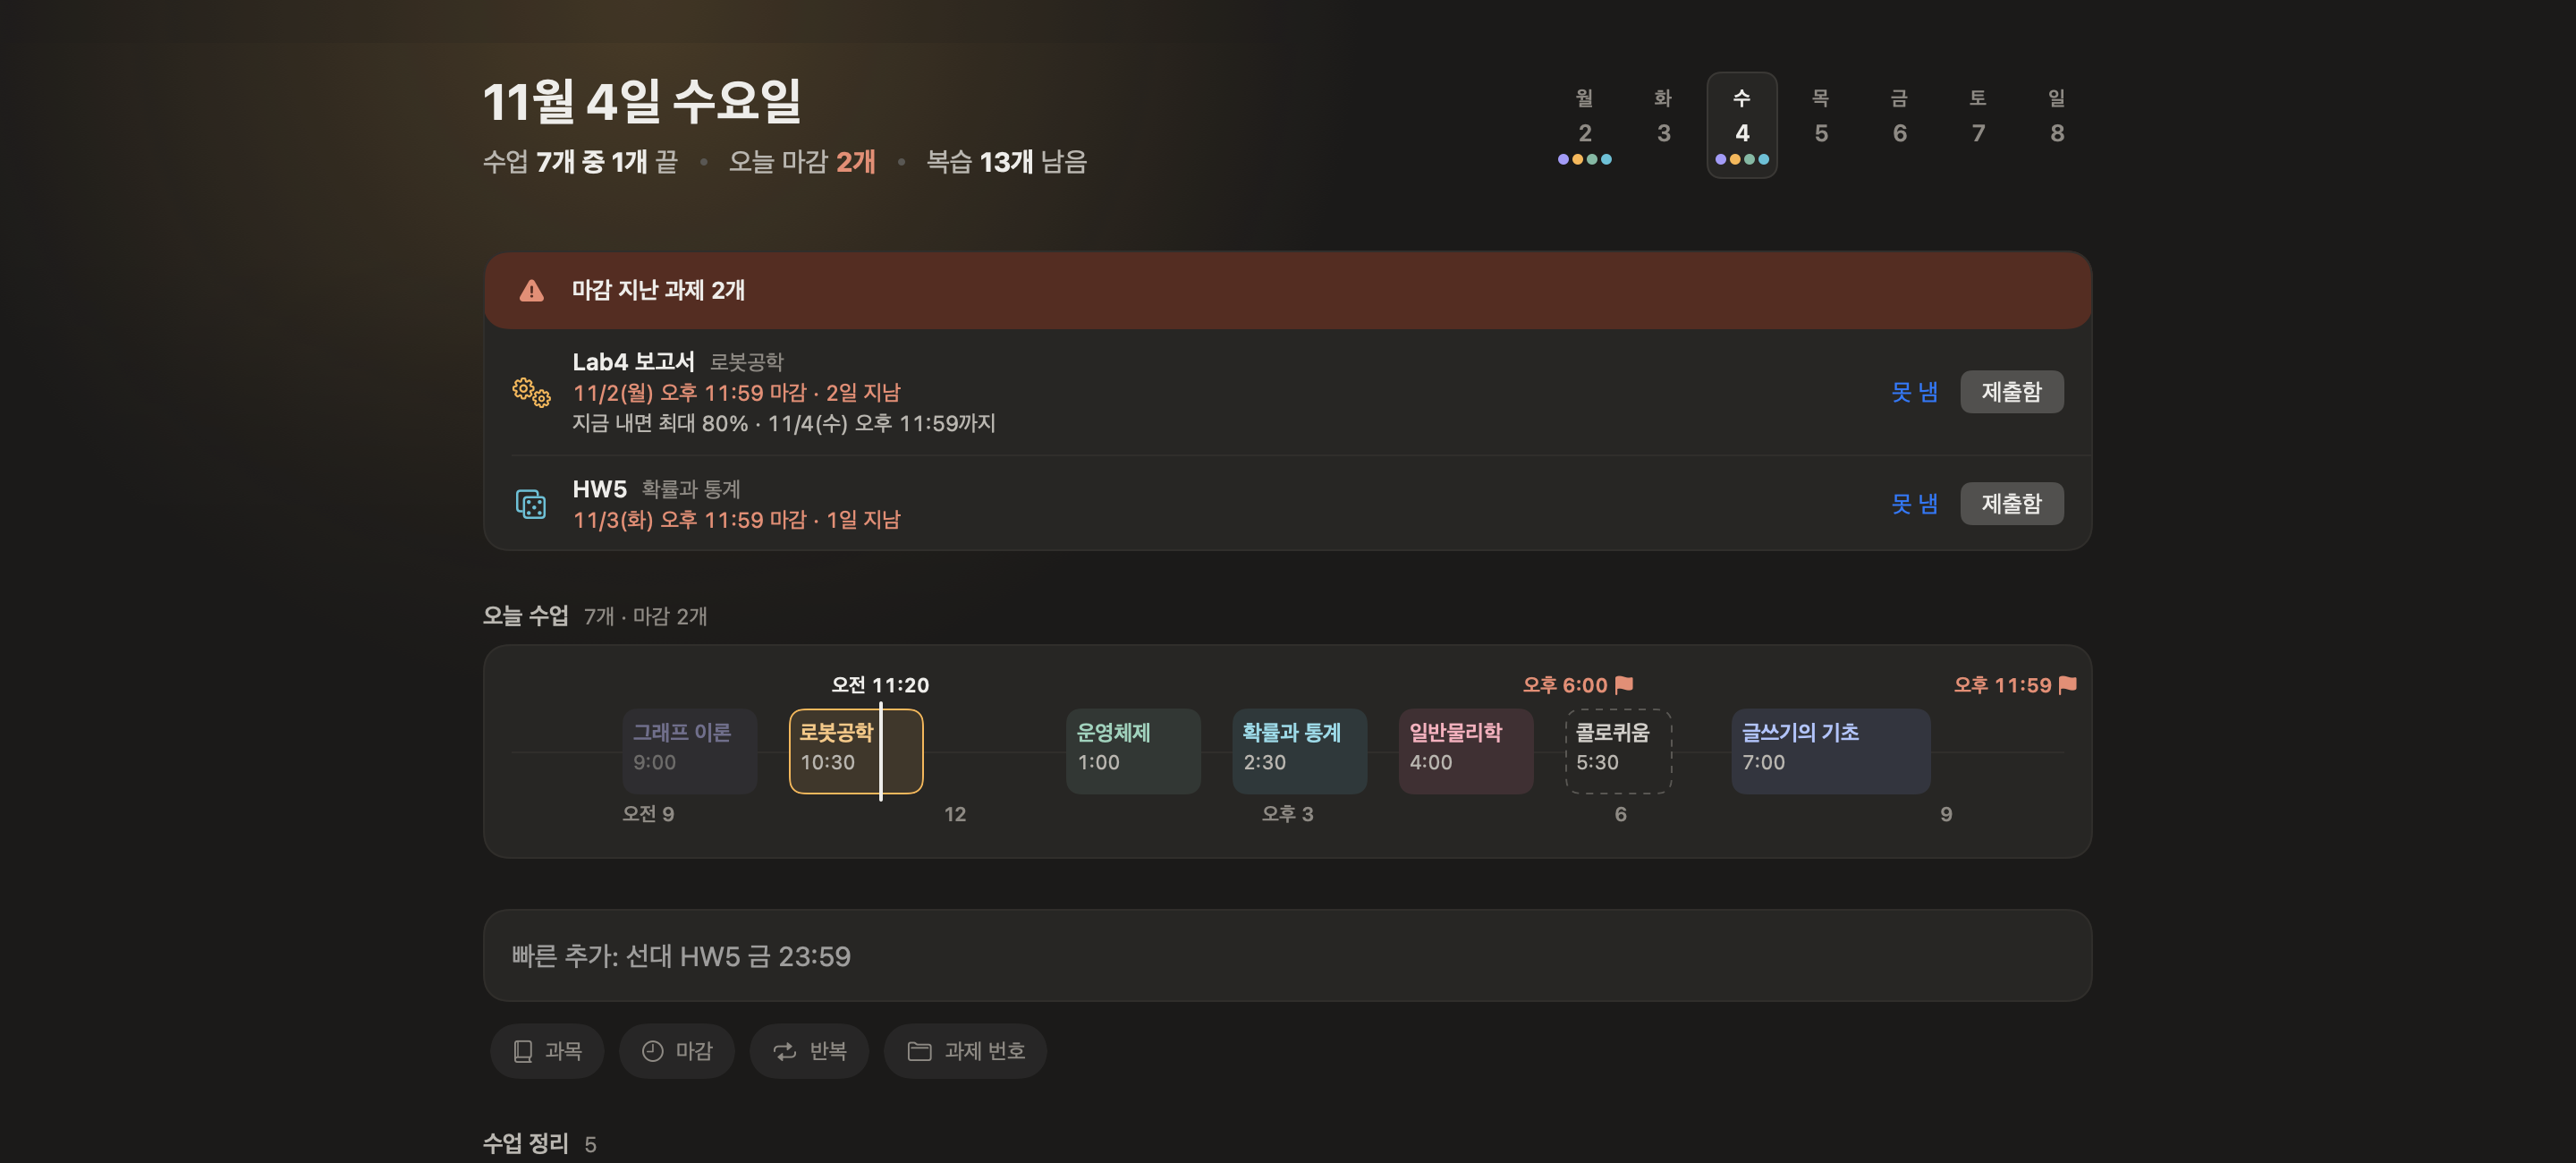 11월 4일 수요일
수업 7개 중 1개 끝 • 오늘 마감 2개 • 복습 13개 남음
월 화 수 목 금 토 일
2 3 4 5 6 7 8
마감 지난 과제 2개
Lab4 보고서 로봇공학
11/2(월) 오후 11:59 마감 · 2일 지남
지금 내면 최대 80% · 11/4(수) 오후 11:59까지
못 냄 제출함
HW5 확률과 통계
11/3(화) 오후 11:59 마감 · 1일 지남
못 냄 제출함
오늘 수업 7개 · 마감 2개
오전 11:20 오후 6:00 오후 11:59
그래프 이론 로봇공학 운영체제 확률과 통계 일반물리학 콜로퀴움 글쓰기의 기초
9:00 10:30 1:00 2:30 4:00 5:30 7:00
오전 9 12 오후 3 6 9
빠른 추가: 선대 HW5 금 23:59
과목 마감 반복 과제 번호
수업 정리 5